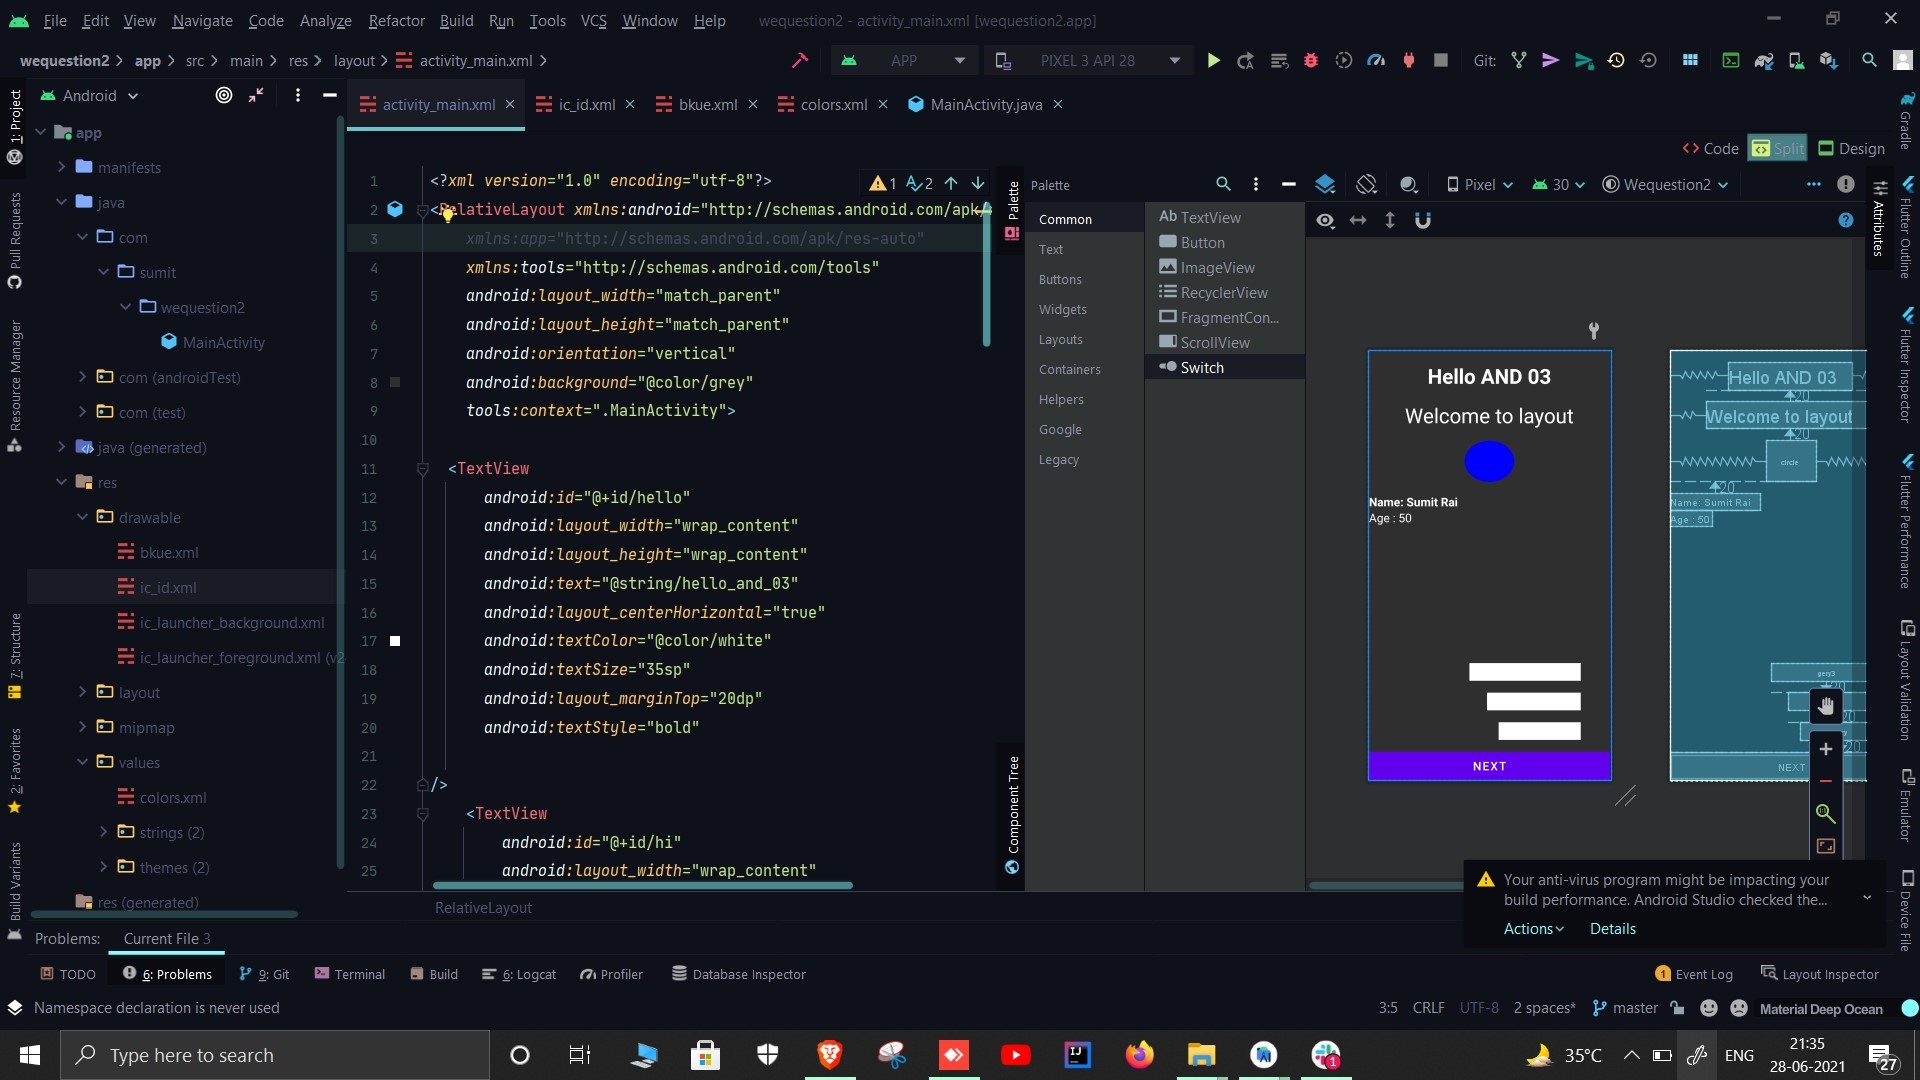 File Edit View Navigate Code Analyze Refactor Build Run Tools VCS Window Help wequestion2 - activity_main.xml [wequestion2.app]
wequestion2 app src main res layout activity_main.xml APP PIXEL 3 API 28 Git:
Android
activity_main.xml ic_id.xml bkue.xml colors.xml MainActivity.java
Code Split Design
1: Project
Pull Requests
Resource Manager
7: Structure
2: Favorites
Build Variants
app
manifests
java
com
sumit
wequestion2
MainActivity
com (androidTest)
com (test)
java (generated)
res
drawable
bkue.xml
ic_id.xml
ic_launcher_background.xml
ic_launcher_foreground.xml (v2
layout
mipmap
values
colors.xml
strings (2)
themes (2)
res (generated)
1 <?xml version="1.0" encoding="utf-8"?>
1 2
2 <RelativeLayout xmlns:android="http://schemas.android.com/apk/
3 xmlns:app="http://schemas.android.com/apk/res-auto"
4 xmlns:tools="http://schemas.android.com/tools"
5 android:layout_width="match_parent"
6 android:layout_height="match_parent"
7 android:orientation="vertical"
8 android:background="@color/grey"
9 tools:context=".MainActivity">
10
11 <TextView
12 android:id="@+id/hello"
13 android:layout_width="wrap_content"
14 android:layout_height="wrap_content"
15 android:text="@string/hello_and_03"
16 android:layout_centerHorizontal="true"
17 android:textColor="@color/white"
18 android:textSize="35sp"
19 android:layout_marginTop="20dp"
20 android:textStyle="bold"
21
22 />
23 <TextView
24 android:id="@+id/hi"
25 android:layout_width="wrap_content"
RelativeLayout
Palette
Component Tree
Palette
Common
Text
Buttons
Widgets
Layouts
Containers
Helpers
Google
Legacy
Ab TextView
Button
ImageView
RecyclerView
FragmentCon...
ScrollView
Switch
Pixel 30 Wequestion2
Hello AND 03
Welcome to layout
Name: Sumit Rai
Age : 50
NEXT
Hello AND 03
20
Welcome to layout
20
circle
20
Name: Sumit Rai
Age : 50
gery3
20
20
20
NEXT
Attributes
Gradle
Flutter Outline
Flutter Inspector
Flutter Performance
Layout Validation
Emulator
Device File
Your anti-virus program might be impacting your
build performance. Android Studio checked the...
Actions Details
Problems: Current File 3
TODO 6: Problems 9: Git Terminal Build 6: Logcat Profiler Database Inspector 1 Event Log Layout Inspector
Namespace declaration is never used 3:5 CRLF UTF-8 2 spaces* master Material Deep Ocean
Type here to search
IJ
1
35°C ENG
21:35
28-06-2021
27